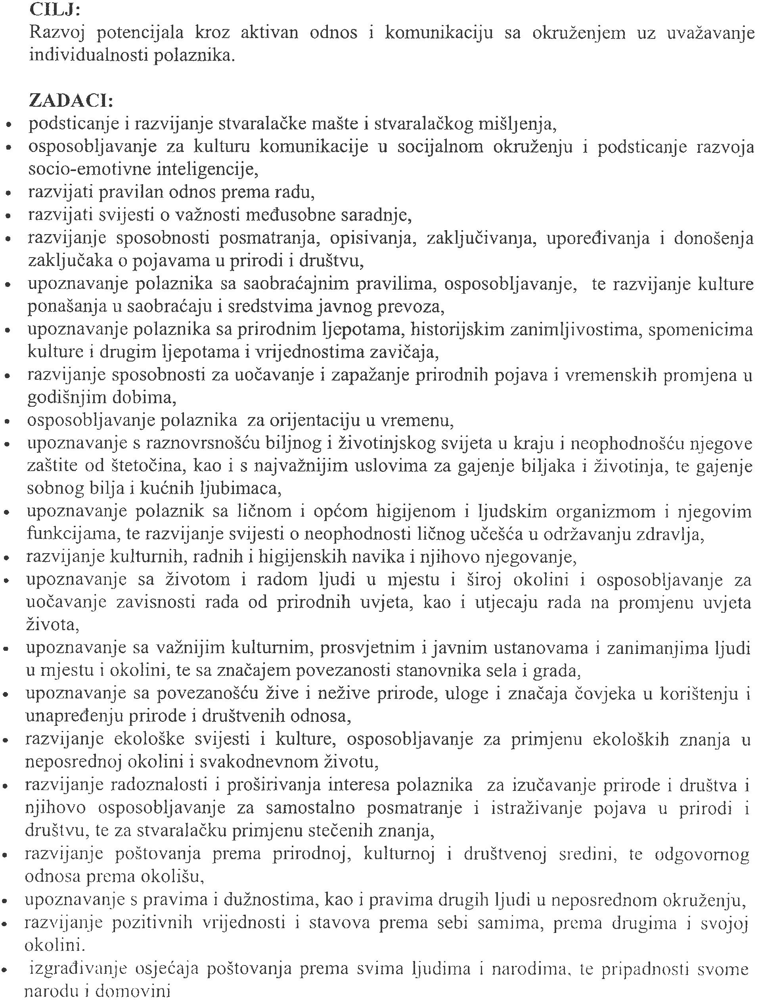 CILJ:
Razvoj potencijala kroz aktivan odnos i komunikaciju sa okruženjem uz uvažavanje
individualnosti polaznika.
ZADACI:
• podsticanje i razvijanje stvaralačke mašte i stvaralačkog mišljenja,
• osposobljavanje za kulturu komunikacije u socijalnom okruženju i podsticanje razvoja
socio-emotivne inteligencije,
• razvijati pravilan odnos prema radu,
• razvijati svijesti o važnosti međusobne saradnje,
• razvijanje sposobnosti posmatranja, opisivanja, zaključivanja, upoređivanja i donošenja
zaključaka o pojavama u prirodi i društvu,
• upoznavanje polaznika sa saobraćajnim pravilima, osposobljavanje, te razvijanje kulture
ponašanja u saobraćaju i sredstvima javnog prevoza,
• upoznavanje polaznika sa prirodnim ljepotama, historijskim zanimljivostima, spomenicima
kulture i drugim ljepotama i vrijednostima zavičaja,
• razvijanje sposobnosti za uočavanje i zapažanje prirodnih pojava i vremenskih promjena u
godišnjim dobima,
• osposobljavanje polaznika za orijentaciju u vremenu,
• upoznavanje s raznovrsnošću biljnog i životinjskog svijeta u kraju i neophodnošću njegove
zaštite od štetočina, kao i s najvažnijim uslovima za gajenje biljaka i životinja, te gajenje
sobnog bilja i kućnih ljubimaca,
• upoznavanje polaznik sa ličnom i općom higijenom i ljudskim organizmom i njegovim
funkcijama, te razvijanje svijesti o neophodnosti ličnog učešća u održavanju zdravlja,
• razvijanje kulturnih, radnih i higijenskih navika i njihovo njegovanje,
• upoznavanje sa životom i radom ljudi u mjestu i široj okolini i osposobljavanje za
uočavanje zavisnosti rada od prirodnih uvjeta, kao i utjecaju rada na promjenu uvjeta
života,
• upoznavanje sa važnijim kulturnim, prosvjetnim i javnim ustanovama i zanimanjima ljudi
u mjestu i okolini, te sa značajem povezanosti stanovnika sela i grada,
• upoznavanje sa povezanošću žive i nežive prirode, uloge i značaja čovjeka u korištenju i
unapređenju prirode i društvenih odnosa,
• razvijanje ekološke svijesti i kulture, osposobljavanje za primjenu ekoloških znanja u
neposrednoj okolini i svakodnevnom životu,
• razvijanje radoznalosti i proširivanja interesa polaznika za izučavanje prirode i društva i
njihovo osposobljavanje za samostalno posmatranje i istraživanje pojava u prirodi i
društvu, te za stvaralačku primjenu stečenih znanja,
• razvijanje poštovanja prema prirodnoj, kulturnoj i društvenoj sredini, te odgovornog
odnosa prema okolišu,
• upoznavanje s pravima i dužnostima, kao i pravima drugih ljudi u neposrednom okruženju,
• razvijanje pozitivnih vrijednosti i stavova prema sebi samima, prema drugima i svojoj
okolini.
• izgrađivanje osjećaja poštovanja prema svima ljudima i narodima, te pripadnosti svome
narodu i domovini